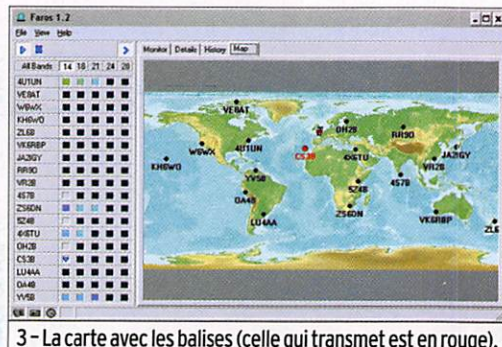 Faros 1.2
File View Help
Monitor Details History Map
All Bands 14 18 21 24 28
4U1UN
VE8AT
W6WX
KH6WO
ZL6B
VK6RBP
JA2IGY
RR9O
VR2B
4S7B
ZS6DN
5Z4B
4X6TU
OH2B
CS3B
LU4AA
OA4B
YV5B
VE8AT
OH2B
RR9O
W6WX
4U1UN
CS3B
4X6TU
JA2IGY
KH6WO
VR2B
YV5B
4S7B
5Z4B
OA4B
ZS6DN
LU4AA
VK6RBP
ZL6
3 – La carte avec les balises (celle qui transmet est en rouge).